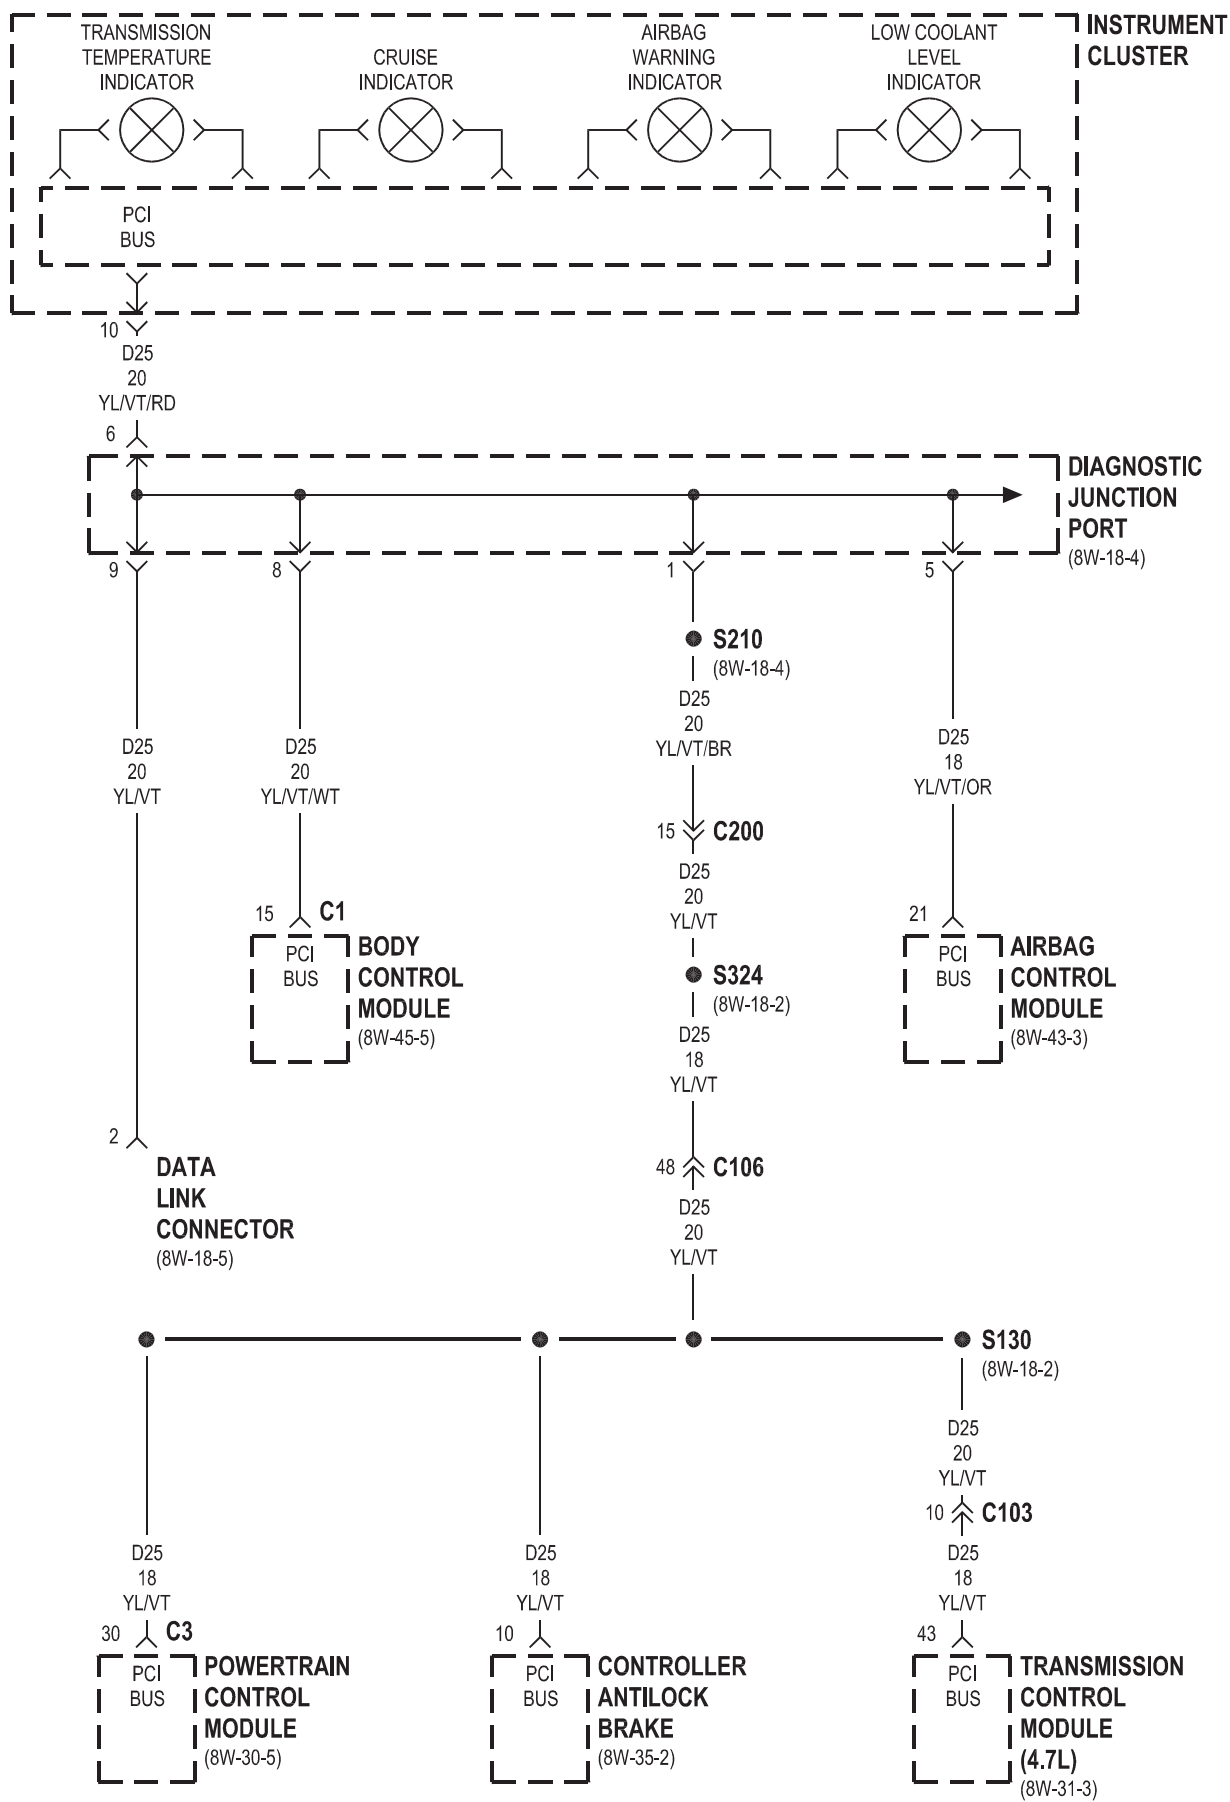 INSTRUMENT
CLUSTER
TRANSMISSION
TEMPERATURE
INDICATOR
CRUISE
INDICATOR
AIRBAG
WARNING
INDICATOR
LOW COOLANT
LEVEL
INDICATOR
PCI
BUS
10
D25
20
YL/VT/RD
6
DIAGNOSTIC
JUNCTION
PORT
(8W-18-4)
9
8
1
5
S210
(8W-18-4)
D25
20
YL/VT
D25
20
YL/VT/WT
D25
20
YL/VT/BR
D25
18
YL/VT/OR
15 C200
D25
20
YL/VT
15 C1
PCI
BUS
BODY
CONTROL
MODULE
(8W-45-5)
S324
(8W-18-2)
D25
18
YL/VT
21
PCI
BUS
AIRBAG
CONTROL
MODULE
(8W-43-3)
2
DATA
LINK
CONNECTOR
(8W-18-5)
48 C106
D25
20
YL/VT
S130
(8W-18-2)
D25
20
YL/VT
10 C103
D25
18
YL/VT
30 C3
PCI
BUS
POWERTRAIN
CONTROL
MODULE
(8W-30-5)
D25
18
YL/VT
10
PCI
BUS
CONTROLLER
ANTILOCK
BRAKE
(8W-35-2)
D25
18
YL/VT
43
PCI
BUS
TRANSMISSION
CONTROL
MODULE
(4.7L)
(8W-31-3)